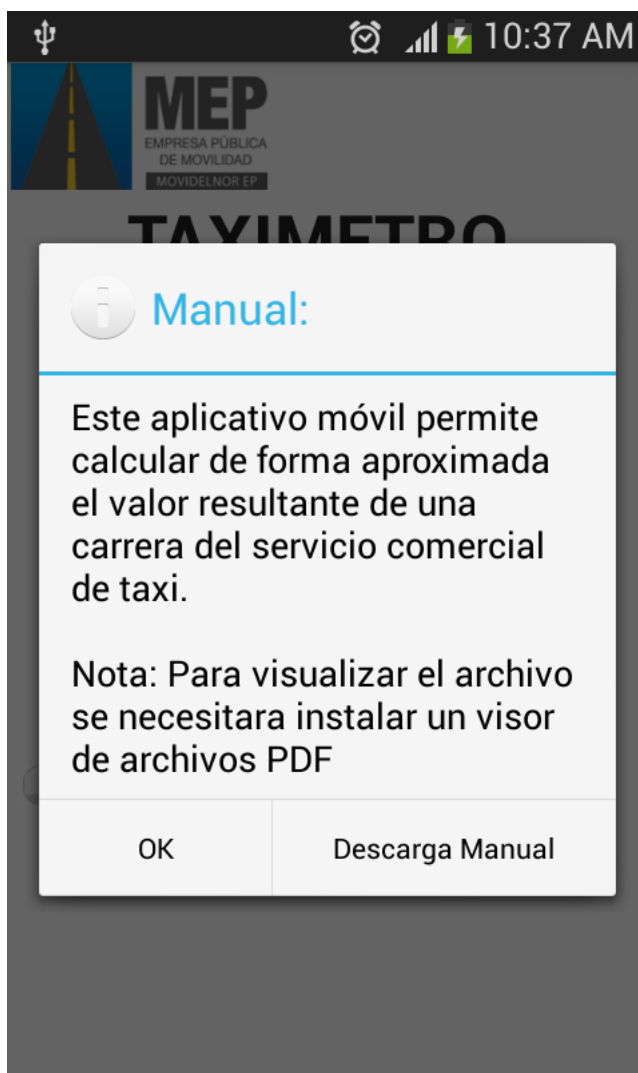 10:37 AM
MEP
EMPRESA PÚBLICA
DE MOVILIDAD
MOVIDELNOR EP
TAXIMETRO
Manual:
Este aplicativo móvil permite
calcular de forma aproximada
el valor resultante de una
carrera del servicio comercial
de taxi.
Nota: Para visualizar el archivo
se necesitara instalar un visor
de archivos PDF
OK
Descarga Manual